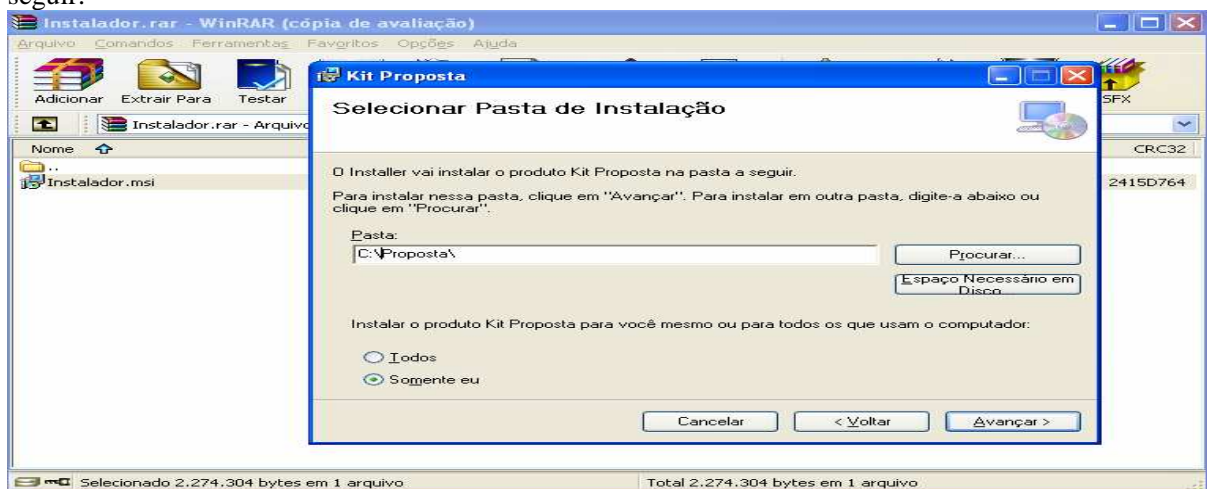 seguir:
Instalador.rar - WinRAR (cópia de avaliação)
Arquivo Comandos Ferramentas Favoritos Opções Ajuda
Adicionar Extrair Para Testar
SFX
Instalador.rar - Arquivo
Nome
CRC32
..
Instalador.msi
2415D764
Kit Proposta
Selecionar Pasta de Instalação
O Installer vai instalar o produto Kit Proposta na pasta a seguir.
Para instalar nessa pasta, clique em "Avançar". Para instalar em outra pasta, digite-a abaixo ou
clique em "Procurar".
Pasta:
C:\Proposta\
Procurar...
Espaço Necessário em
Disco
Instalar o produto Kit Proposta para você mesmo ou para todos os que usam o computador:
Todos
Somente eu
Cancelar < Voltar Avançar >
Selecionado 2.274.304 bytes em 1 arquivo Total 2.274.304 bytes em 1 arquivo